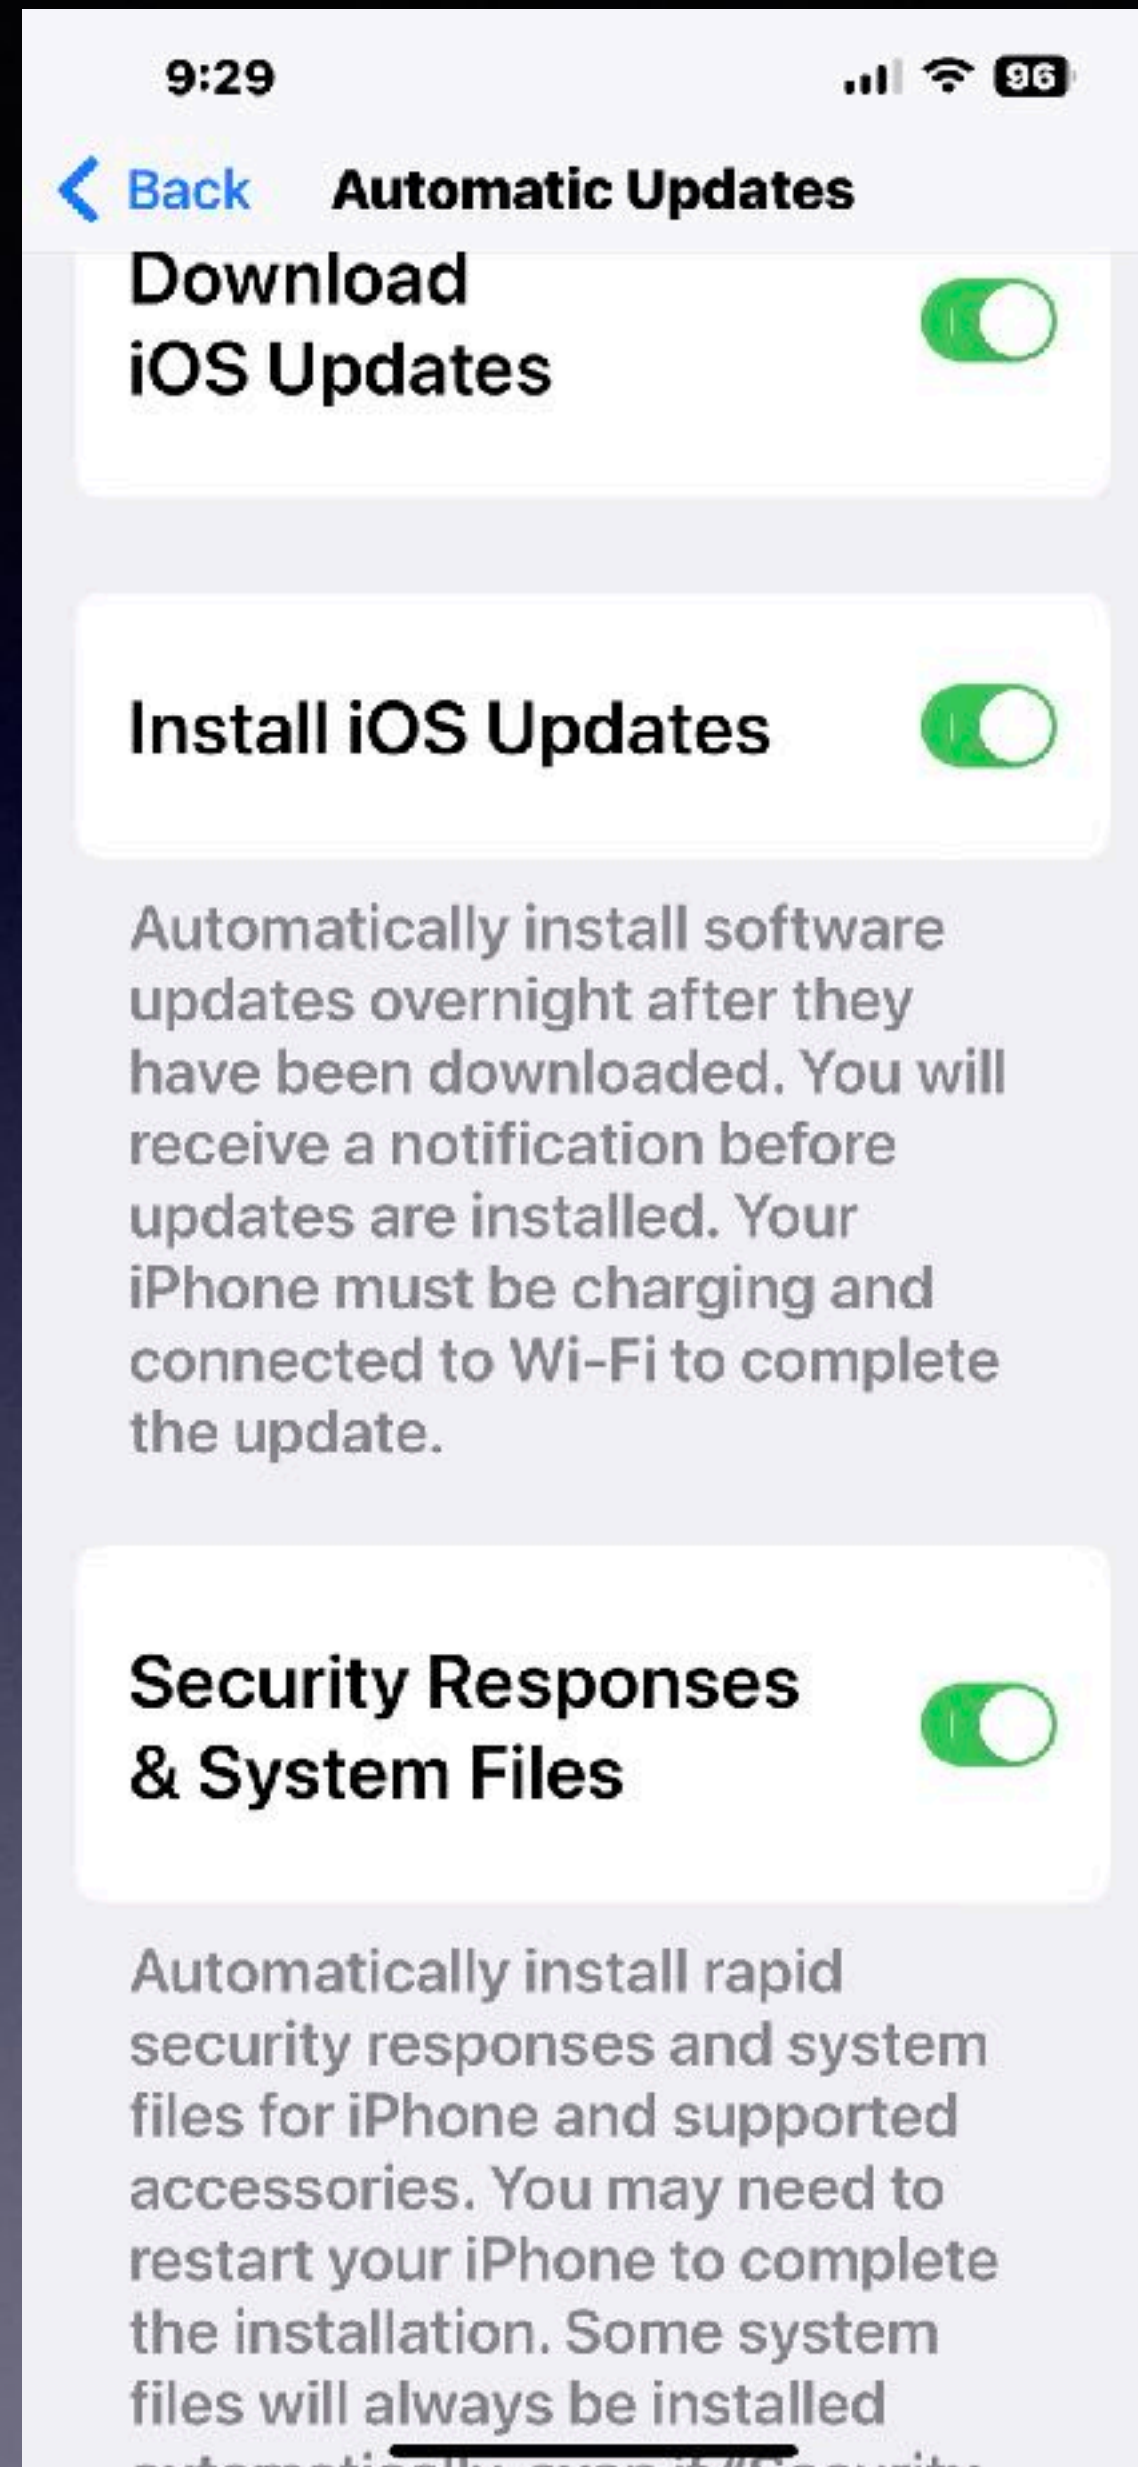 9:29
96
Back
Automatic Updates
Download
iOS Updates
Install iOS Updates
Automatically install software
updates overnight after they
have been downloaded. You will
receive a notification before
updates are installed. Your
iPhone must be charging and
connected to Wi-Fi to complete
the update.
Security Responses
& System Files
Automatically install rapid
security responses and system
files for iPhone and supported
accessories. You may need to
restart your iPhone to complete
the installation. Some system
files will always be installed